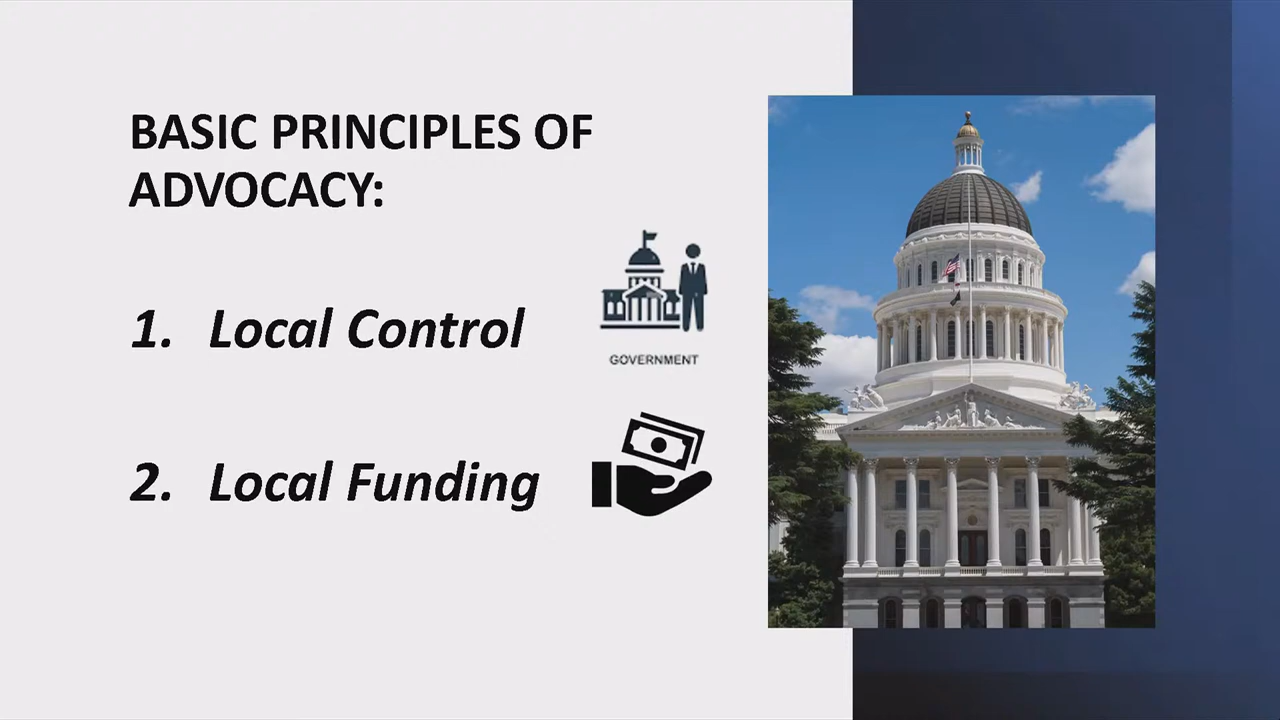 BASIC PRINCIPLES OF
ADVOCACY:
1. Local Control
GOVERNMENT
2. Local Funding